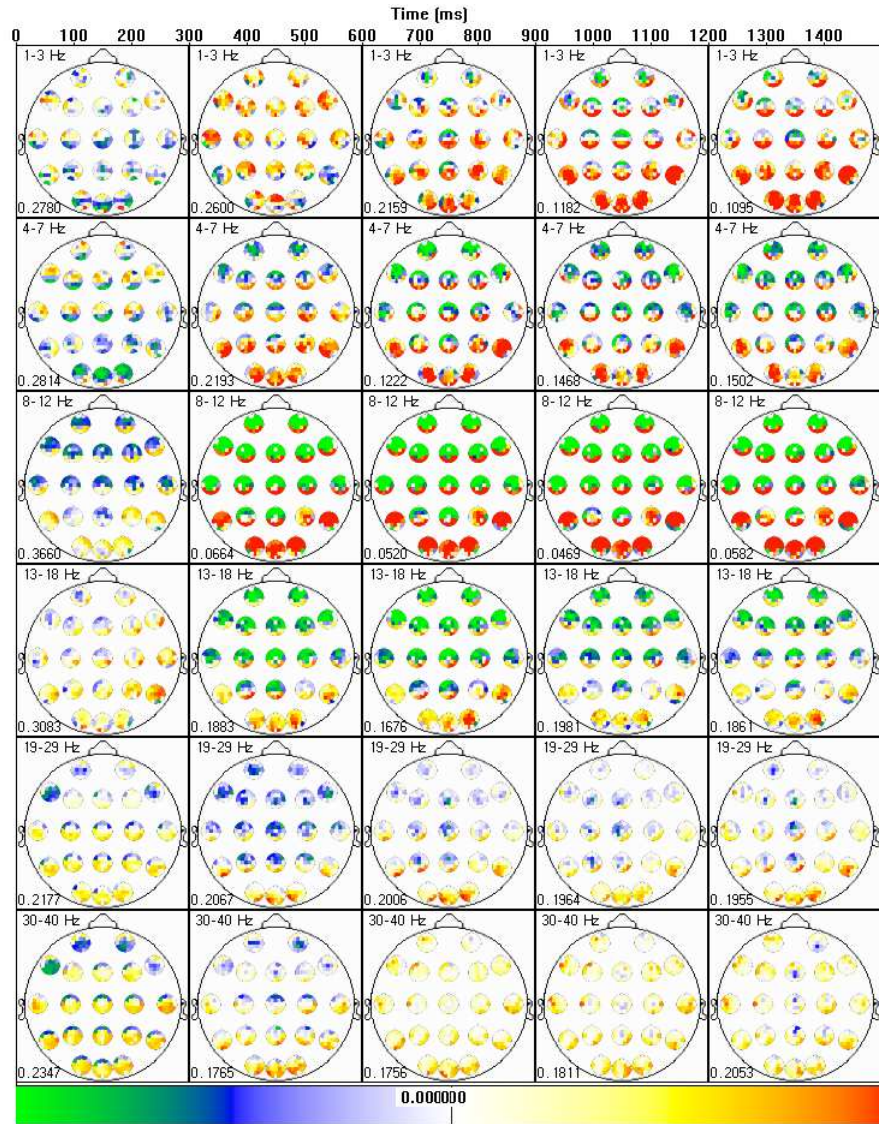 Time (ms)
0 100 200 300 400 500 600 700 800 900 1000 1100 1200 1300 1400
1-3 Hz 1-3 Hz 1-3 Hz 1-3 Hz 1-3 Hz
0.2780 0.2600 0.2159 0.1182 0.1095
4-7 Hz 4-7 Hz 4-7 Hz 4-7 Hz 4-7 Hz
0.2814 0.2193 0.1222 0.1468 0.1502
8-12 Hz 8-12 Hz 8-12 Hz 8-12 Hz 8-12 Hz
0.3660 0.0664 0.0520 0.0469 0.0582
13-18 Hz 13-18 Hz 13-18 Hz 13-18 Hz 13-18 Hz
0.3083 0.1883 0.1676 0.1981 0.1861
19-29 Hz 19-29 Hz 19-29 Hz 19-29 Hz 19-29 Hz
0.2177 0.2067 0.2006 0.1964 0.1955
30-40 Hz 30-40 Hz 30-40 Hz 30-40 Hz 30-40 Hz
0.2347 0.1765 0.1756 0.1811 0.2053
0.000000